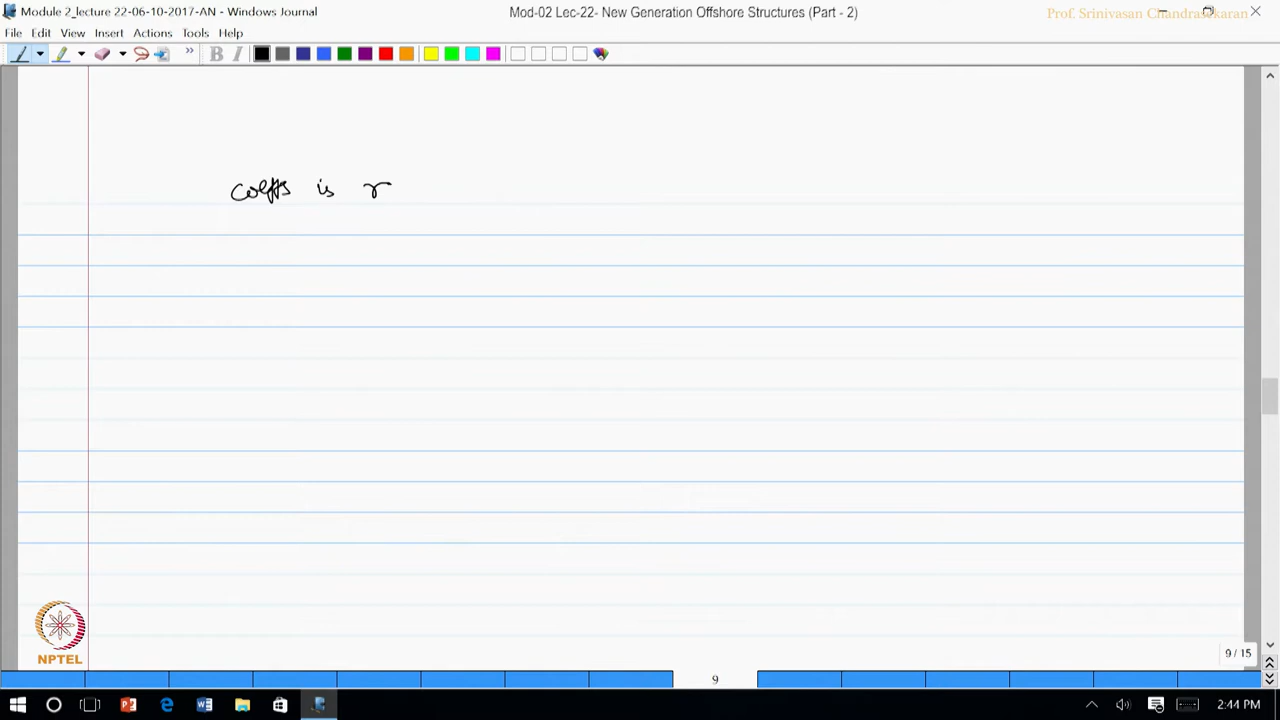 Module 2_lecture 22-06-10-2017-AN - Windows Journal
Mod-02 Lec-22- New Generation Offshore Structures (Part - 2)
Prof. Srinivasan Chandrasekaran
File Edit View Insert Actions Tools Help
B I
coeffs is r
NPTEL
9 / 15
9
2:44 PM